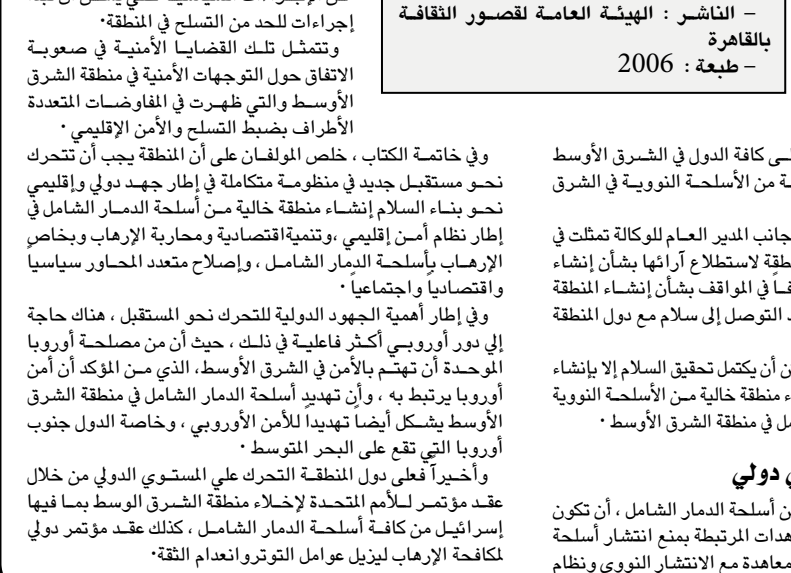 – الناشر : الهيئة العامة لقصور الثقافة
بالقاهرة
– طبعة : 2006
إجراءات للحد من التسلح في المنطقة٠
وتتمثل تلك القضايا الأمنية في صعوبة
الاتفاق حول التوجهات الأمنية في منطقة الشرق
الأوسط والتي ظهرت في المفاوضات المتعددة
الأطراف بضبط التسلح والأمن الإقليمي ٠
وفي خاتمة الكتاب ، خلص المولفان على أن المنطقة يجب أن تتحرك
نحو مستقبل جديد في منظومة متكاملة في إطار جهد دولي وإقليمي
نحو بناء السلام إنشاء منطقة خالية من أسلحة الدمار الشامل في
إطار نظام أمن إقليمي ،وتنميةاقتصادية ومحاربة الإرهاب وبخاص
الإرهاب بأسلحة الدمار الشامل ، وإصلاح متعدد المحاور سياسياً
واقتصادياً واجتماعياً ٠
وفي إطار أهمية الجهود الدولية للتحرك نحو المستقبل ، هناك حاجة
إلي دور أوروبي أكثر فاعلية في ذلك ، حيث أن من مصلحة أوروبا
الموحدة أن تهتم بالأمن في الشرق الأوسط، الذي من المؤكد أن أمن
أوروبا يرتبط به ، وأن تهديد أسلحة الدمار الشامل في منطقة الشرق
الأوسط يشكل أيضاً تهديدا للأمن الأوروبي ، وخاصة الدول جنوب
أوروبا التي تقع على البحر المتوسط ٠
وأخيراً فعلى دول المنطقة التحرك علي المستوي الدولي من خلال
عقد مؤتمر للأمم المتحدة لإخلاء منطقة الشرق الوسط بما فيها
إسرائيل من كافة أسلحة الدمار الشامل ، كذلك عقد مؤتمر دولي
لمكافحة الإرهاب ليزيل عوامل التوتروانعدام الثقة٠
كافة الدول في الشرق الأوسط
من الأسلحة النووية في الشرق
جانب المدير العام للوكالة تمثلت في
لاستطلاع آرائها بشأن إنشاء
في المواقف بشأن إنشاء المنطقة
التوصل إلى سلام مع دول المنطقة
أن يكتمل تحقيق السلام إلا بإنشاء
منطقة خالية من الأسلحة النووية
في منطقة الشرق الأوسط ٠
دولي
أسلحة الدمار الشامل ، أن تكون
المرتبطة بمنع انتشار أسلحة
معاهدة مع الانتشار النووي ونظام